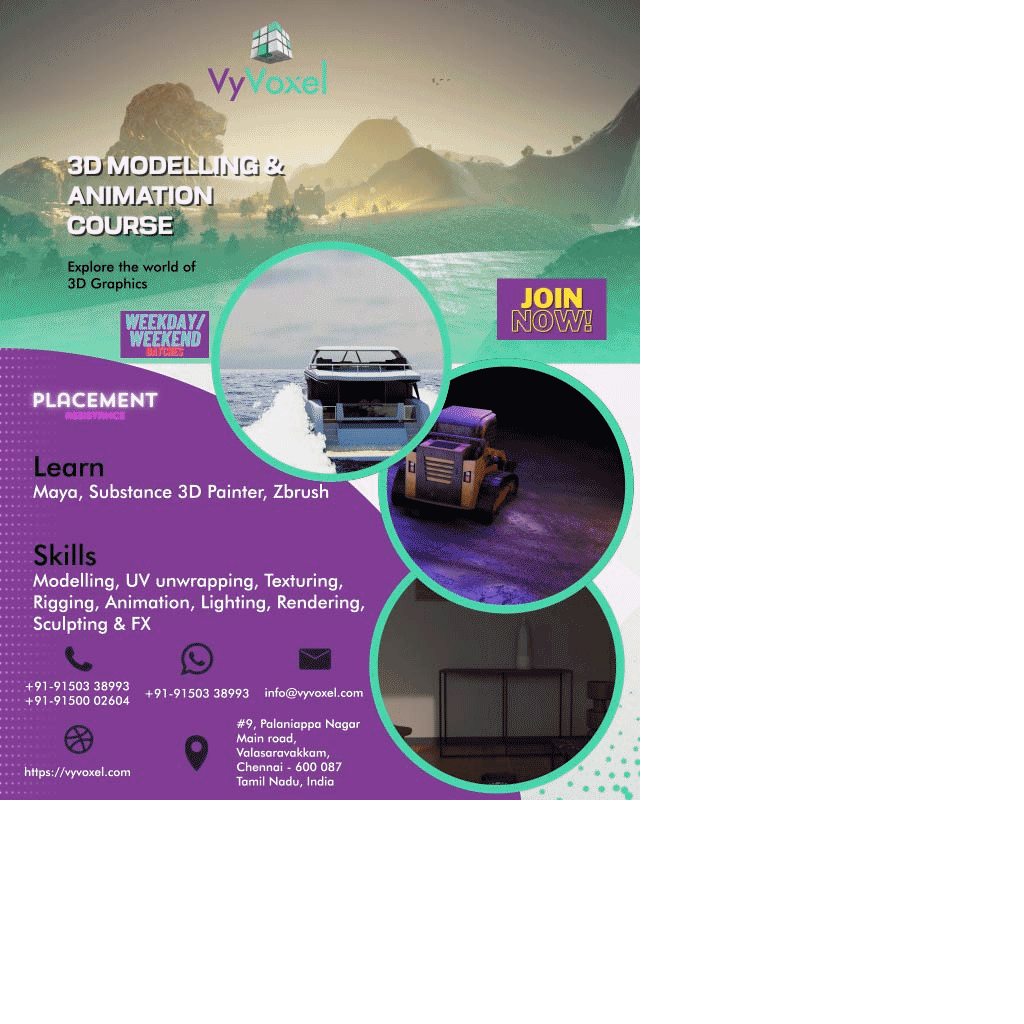 VyVoxel
3D MODELLING &
ANIMATION
COURSE
Explore the world of
3D Graphics
JOIN
NOW!
WEEKDAY/
WEEKEND
BATCHES
PLACEMENT
ASSISTANCE
Learn
Maya, Substance 3D Painter, Zbrush
Skills
Modelling, UV unwrapping, Texturing,
Rigging, Animation, Lighting, Rendering,
Sculpting & FX
+91-91503 38993
+91-91500 02604
+91-91503 38993
info@vyvoxel.com
https://vyvoxel.com
#9, Palaniappa Nagar
Main road,
Valasaravakkam,
Chennai - 600 087
Tamil Nadu, India